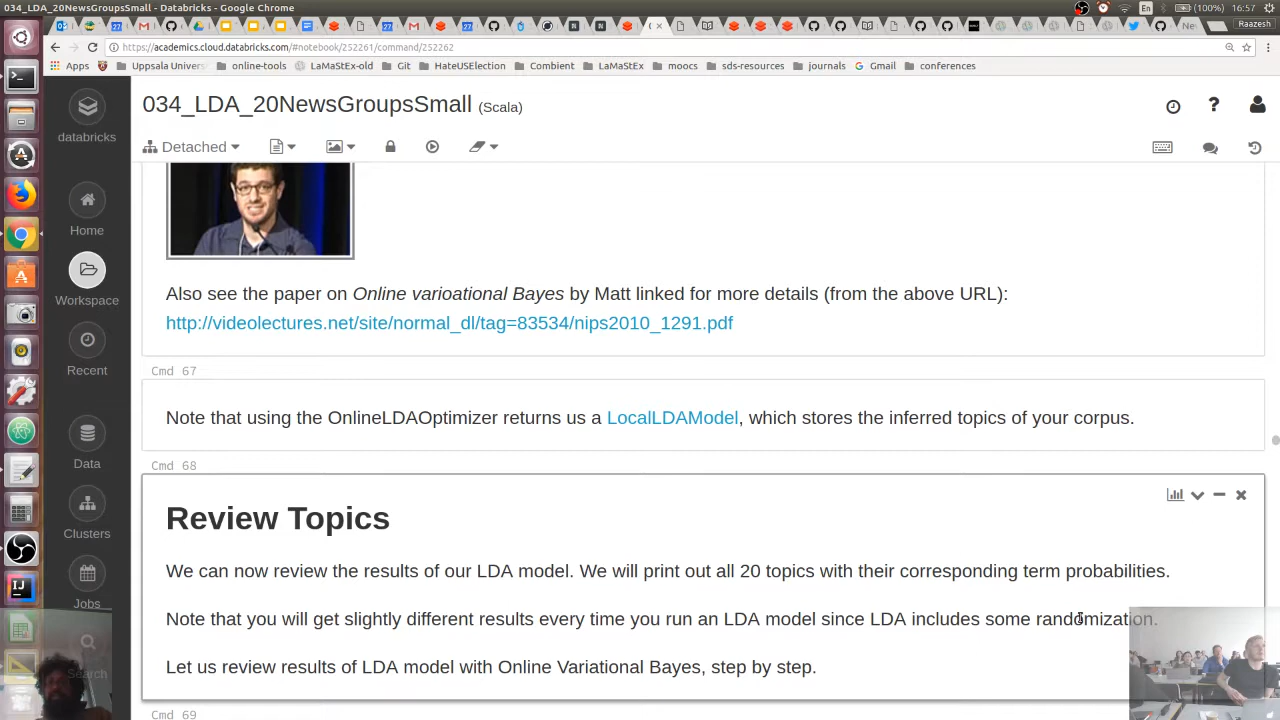 034_LDA_20NewsGroupsSmall - Databricks - Google Chrome
En
16:57
Raazesh
https://academics.cloud.databricks.com/#notebook/252261/command/252262
Apps
Uppsala Univers
online-tools
LaMaStEx-old
Git
HateUSElection
Combient
LaMaStEx
moocs
sds-resources
journals
Gmail
conferences
034_LDA_20NewsGroupsSmall (Scala)
databricks
Detached
Home
Workspace
Recent
Data
Clusters
Jobs
Search
Also see the paper on Online varioational Bayes by Matt linked for more details (from the above URL):
http://videolectures.net/site/normal_dl/tag=83534/nips2010_1291.pdf
Cmd 67
Note that using the OnlineLDAOptimizer returns us a LocalLDAModel, which stores the inferred topics of your corpus.
Cmd 68
Review Topics
We can now review the results of our LDA model. We will print out all 20 topics with their corresponding term probabilities.
Note that you will get slightly different results every time you run an LDA model since LDA includes some randomization.
Let us review results of LDA model with Online Variational Bayes, step by step.
Cmd 69